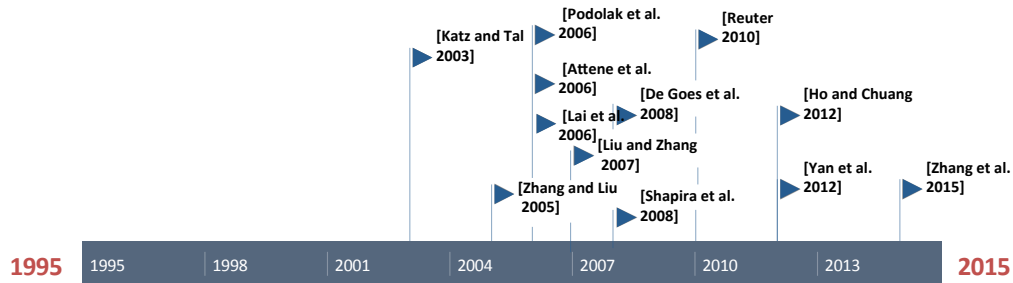 [Podolak et al.
2006]
[Reuter
2010]
[Katz and Tal
2003]
[Attene et al.
2006]
[De Goes et al.
2008]
[Ho and Chuang
2012]
[Lai et al.
2006]
[Liu and Zhang
2007]
[Yan et al.
2012]
[Zhang et al.
2015]
[Zhang and Liu
2005]
[Shapira et al.
2008]
1995 1995 1998 2001 2004 2007 2010 2013 2015